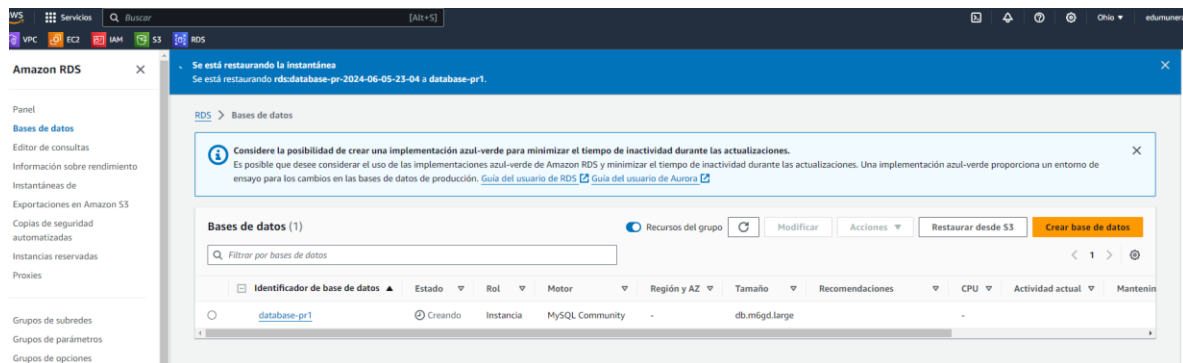 aws Servicios Buscar [Alt+S] Ohio edumunera
VPC EC2 IAM S3 RDS
Amazon RDS
Panel
Bases de datos
Editor de consultas
Información sobre rendimiento
Instantáneas de
Exportaciones en Amazon S3
Copias de seguridad
automatizadas
Instancias reservadas
Proxies
Grupos de subredes
Grupos de parámetros
Grupos de opciones
Se está restaurando la instantánea
Se está restaurando rds:database-pr-2024-06-05-23-04 a database-pr1.
RDS > Bases de datos
Considere la posibilidad de crear una implementación azul-verde para minimizar el tiempo de inactividad durante las actualizaciones.
Es posible que desee considerar el uso de las implementaciones azul-verde de Amazon RDS y minimizar el tiempo de inactividad durante las actualizaciones. Una implementación azul-verde proporciona un entorno de
ensayo para los cambios en las bases de datos de producción. Guía del usuario de RDS Guía del usuario de Aurora
Bases de datos (1) Recursos del grupo Modificar Acciones Restaurar desde S3 Crear base de datos
Filtrar por bases de datos 1
Identificador de base de datos Estado Rol Motor Región y AZ Tamaño Recomendaciones CPU Actividad actual Mantenin
database-pr1 Creando Instancia MySQL Community - db.m6gd.large -